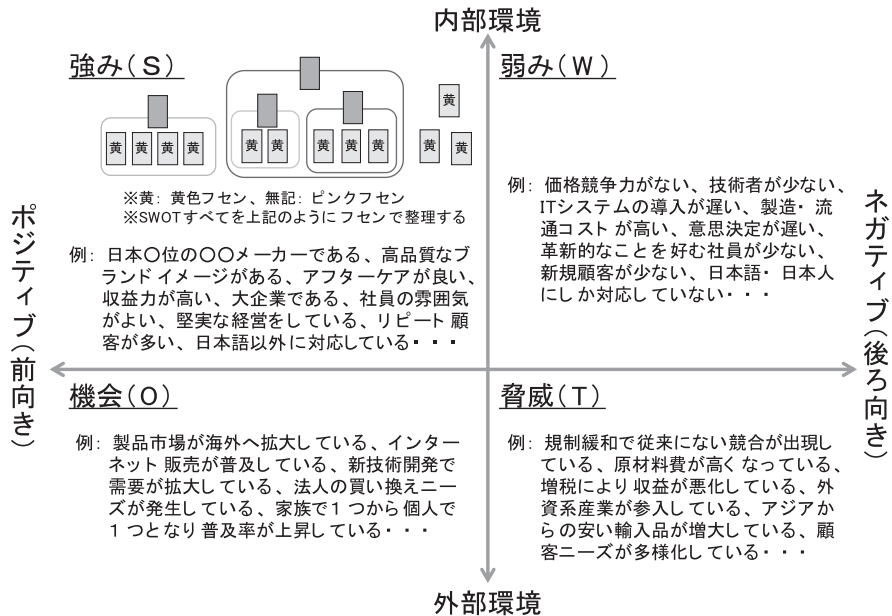 内部環境
強み(S)
黄 黄 黄 黄
黄 黄
黄 黄 黄
黄
黄 黄
※黄: 黄色フセン、無記: ピンクフセン
※SWOTすべてを上記のようにフセンで整理する
例: 日本〇位の〇〇メーカーである、高品質なブ
ランドイメージがある、アフターケアが良い、
収益力が高い、大企業である、社員の雰囲気
がよい、堅実な経営をしている、リピート顧
客が多い、日本語以外に対応している・・・
弱み(W)
例: 価格競争力がない、技術者が少ない、
ITシステムの導入が遅い、製造・流
通コストが高い、意思決定が遅い、
革新的なことを好む社員が少ない、
新規顧客が少ない、日本語・日本人
にしか対応していない・・・
ポジティブ(前向き)
ネガティブ(後ろ向き)
機会(O)
例: 製品市場が海外へ拡大している、インター
ネット販売が普及している、新技術開発で
需要が拡大している、法人の買い換えニー
ズが発生している、家族で1つから個人で
1つとなり普及率が上昇している・・・
脅威(T)
例: 規制緩和で従来にない競合が出現し
ている、原材料費が高くなっている、
増税により収益が悪化している、外
資系産業が参入している、アジアか
らの安い輸入品が増大している、顧
客ニーズが多様化している・・・
外部環境